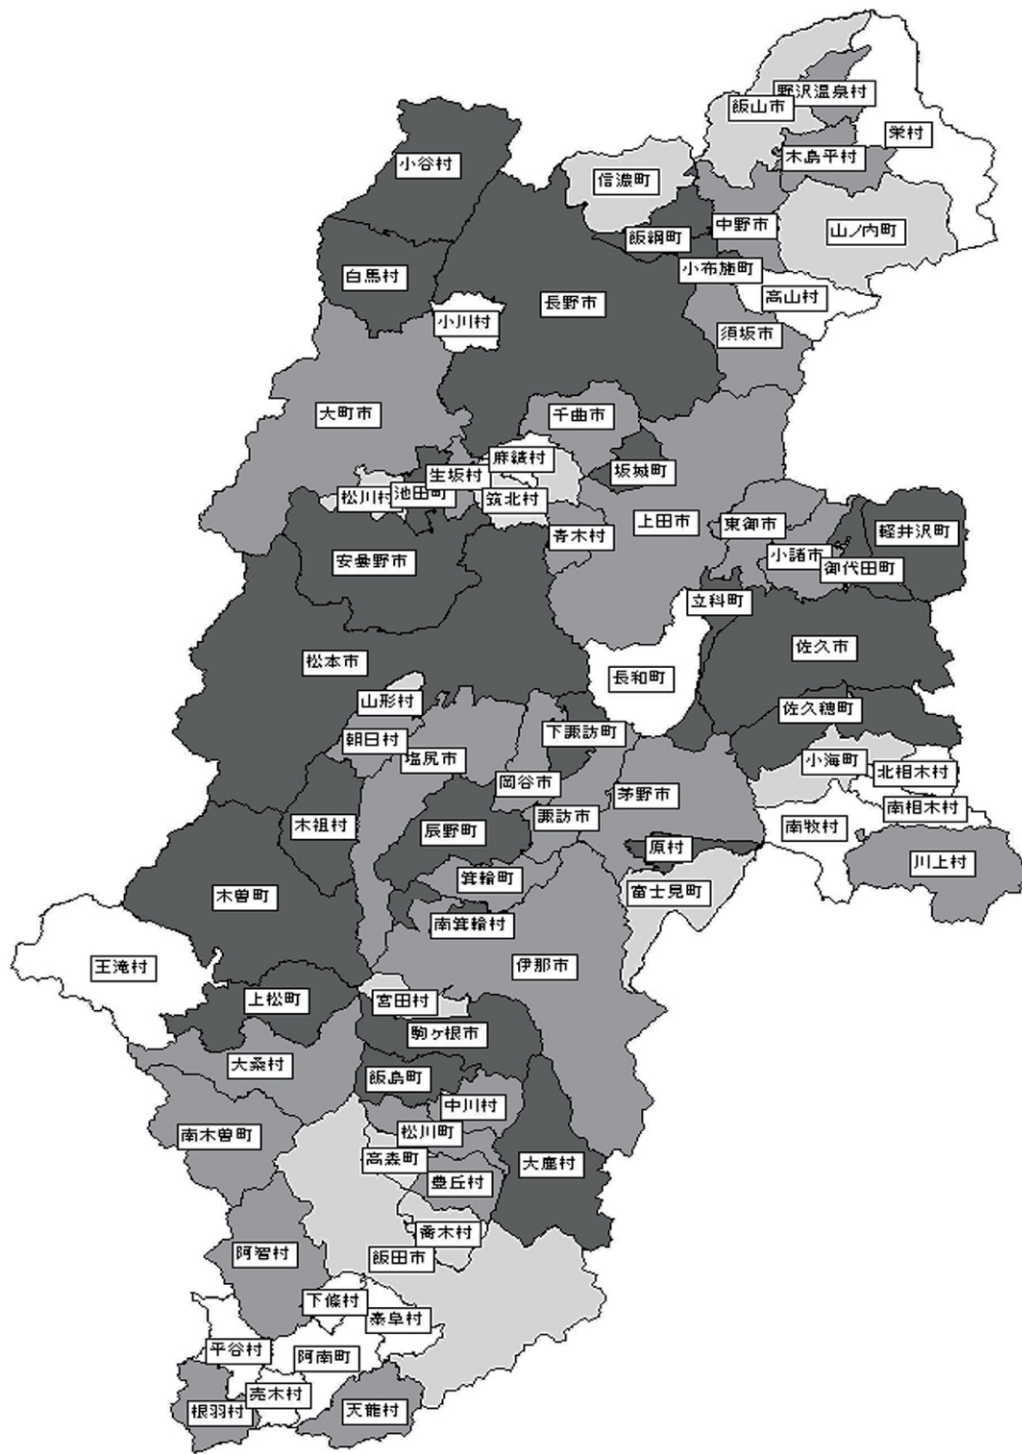 野沢温泉村
飯山市
栄村
木島平村
小谷村
信濃町
山ノ内町
中野市
飯綱町
小布施町
白馬村
高山村
長野市
小川村
須坂市
大町市
千曲市
麻績村
坂城町
生坂村
池田町
松川村
筑北村
上田市
東御市
軽井沢町
青木村
小諸市
御代田町
安曇野市
立科町
佐久市
松本市
長和町
山形村
佐久穂町
下諏訪町
朝日村
塩尻市
小海町
北相木村
岡谷市
茅野市
南相木村
諏訪市
木祖村
辰野町
南牧村
原村
川上村
箕輪町
富士見町
木曽町
南箕輪村
王滝村
伊那市
上松町
宮田村
駒ヶ根市
大桑村
飯島町
中川村
南木曽町
松川町
高森町
大鹿村
豊丘村
喬木村
阿智村
飯田市
下條村
泰阜村
平谷村
阿南町
売木村
根羽村
天龍村